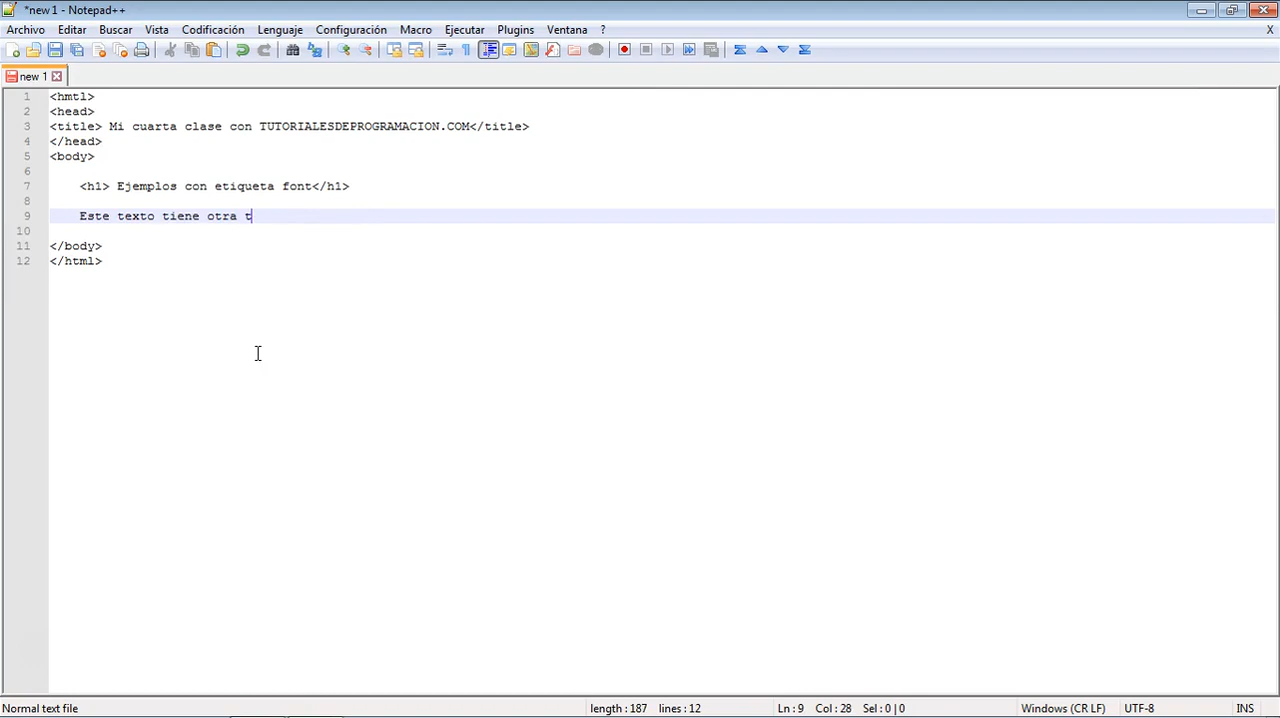 *new 1 - Notepad++
Archivo Editar Buscar Vista Codificación Lenguaje Configuración Macro Ejecutar Plugins Ventana ? X
new 1
1 <hmtl>
2 <head>
3 <title> Mi cuarta clase con TUTORIALESDEPROGRAMACION.COM</title>
4 </head>
5 <body>
6
7 <h1> Ejemplos con etiqueta font</h1>
8
9 Este texto tiene otra t
10
11 </body>
12 </html>
Normal text file length : 187 lines : 12 Ln : 9 Col : 28 Sel : 0 | 0 Windows (CR LF) UTF-8 INS